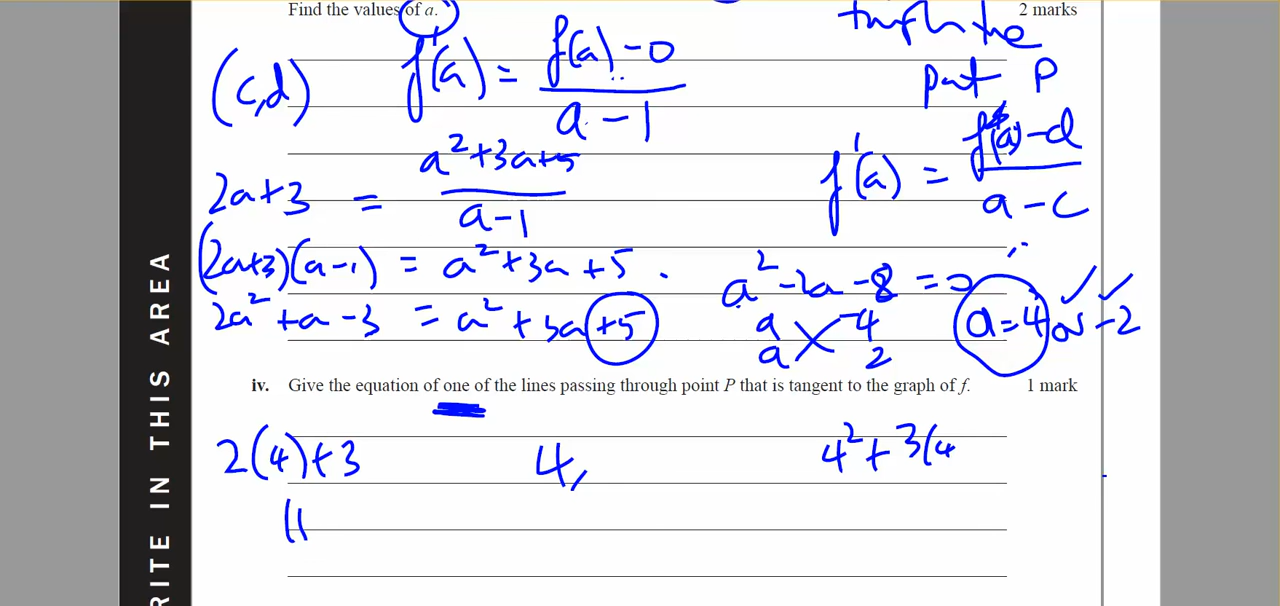 Find the values of a. 2 marks
through the
point P
(c,d) f'(a) = f(a) - 0 / a - 1
f'(a) = f(a) - d / a - c
2a+3 = a² + 3a + 5 / a - 1
(2a+3)(a-1) = a² + 3a + 5 .
2a² + a - 3 = a² + 3a + 5
a² - 2a - 8 = 0
a -4
a 2
a = 4 or -2
iv. Give the equation of one of the lines passing through point P that is tangent to the graph of f. 1 mark
2(4) + 3 4, 4² + 3(4
11
RITE IN THIS AREA